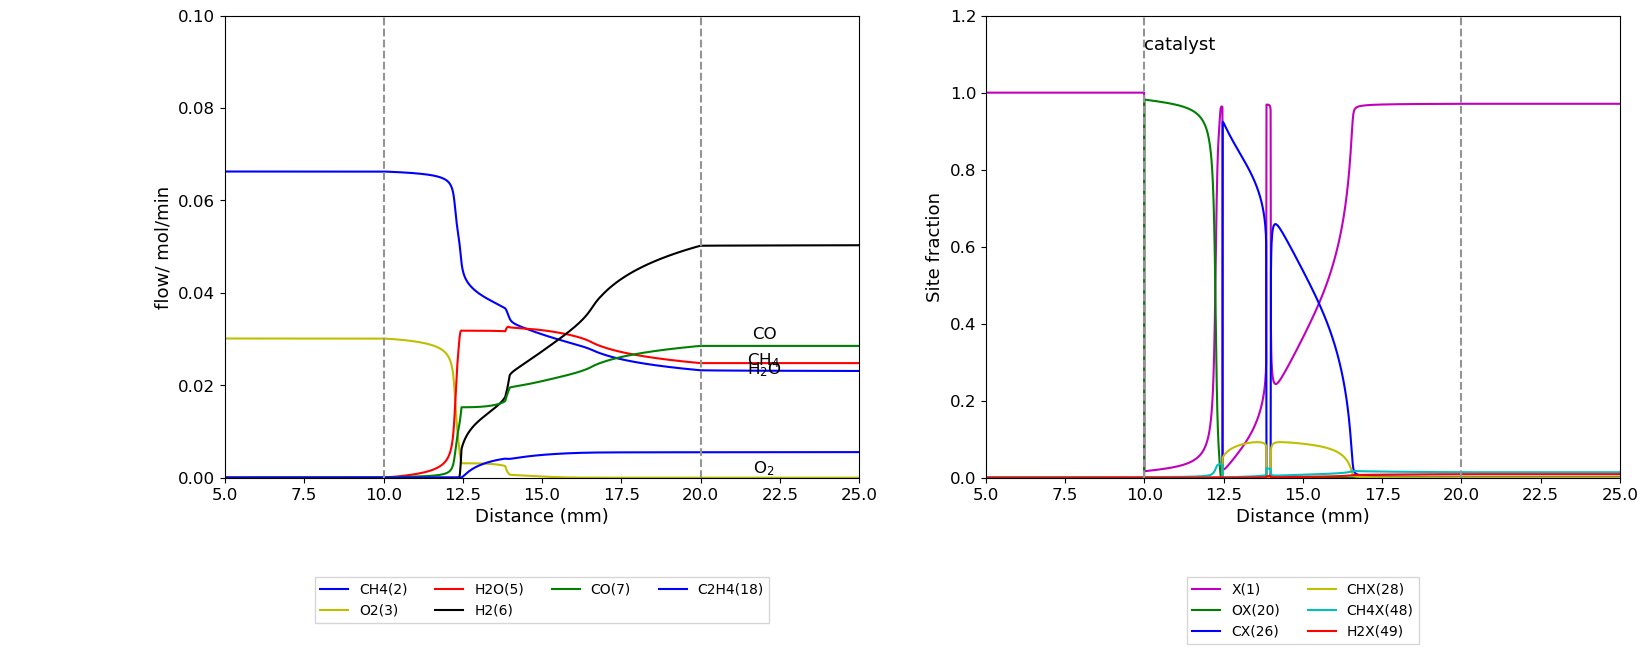 0.10
0.08
0.06
0.04
0.02
0.00
flow/ mol/min
5.0 7.5 10.0 12.5 15.0 17.5 20.0 22.5 25.0
Distance (mm)
CO
CH4
H2O
O2
CH4(2) H2O(5) CO(7) C2H4(18)
O2(3) H2(6)
1.2
1.0
0.8
0.6
0.4
0.2
0.0
Site fraction
catalyst
5.0 7.5 10.0 12.5 15.0 17.5 20.0 22.5 25.0
Distance (mm)
X(1) CHX(28)
OX(20) CH4X(48)
CX(26) H2X(49)